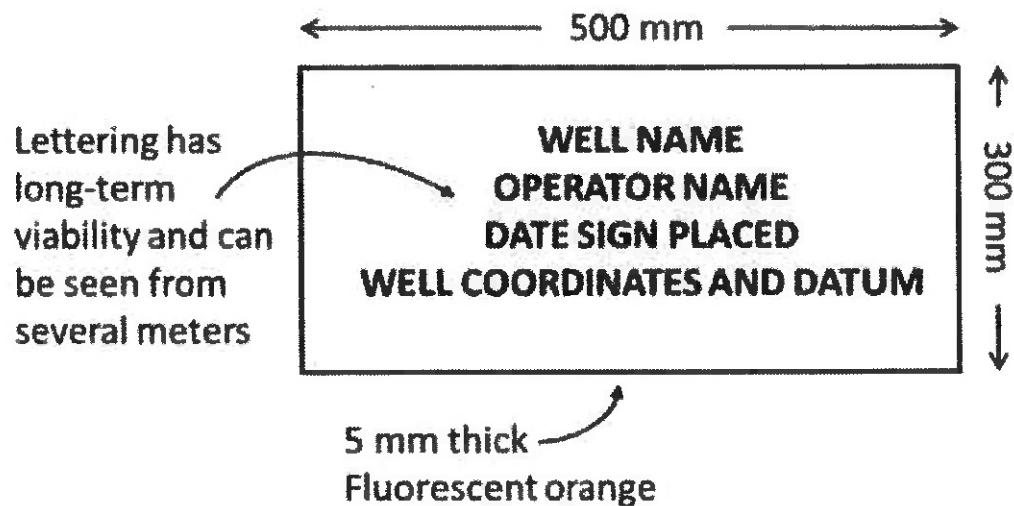 500 mm
WELL NAME
OPERATOR NAME
DATE SIGN PLACED
WELL COORDINATES AND DATUM
300 mm
Lettering has
long-term
viability and can
be seen from
several meters
5 mm thick
Fluorescent orange